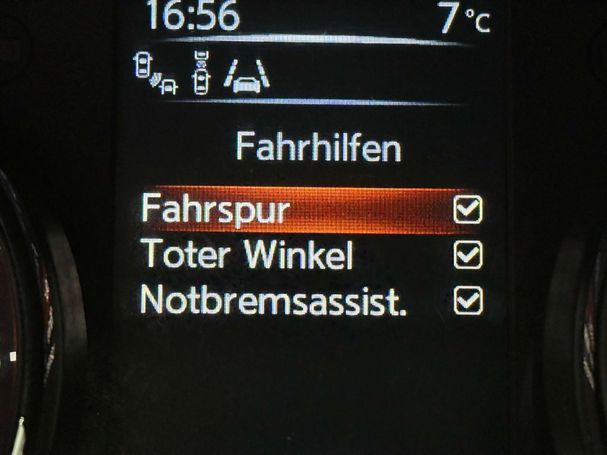 16:56 7°C
Fahrhilfen
Fahrspur
Toter Winkel
Notbremsassist.